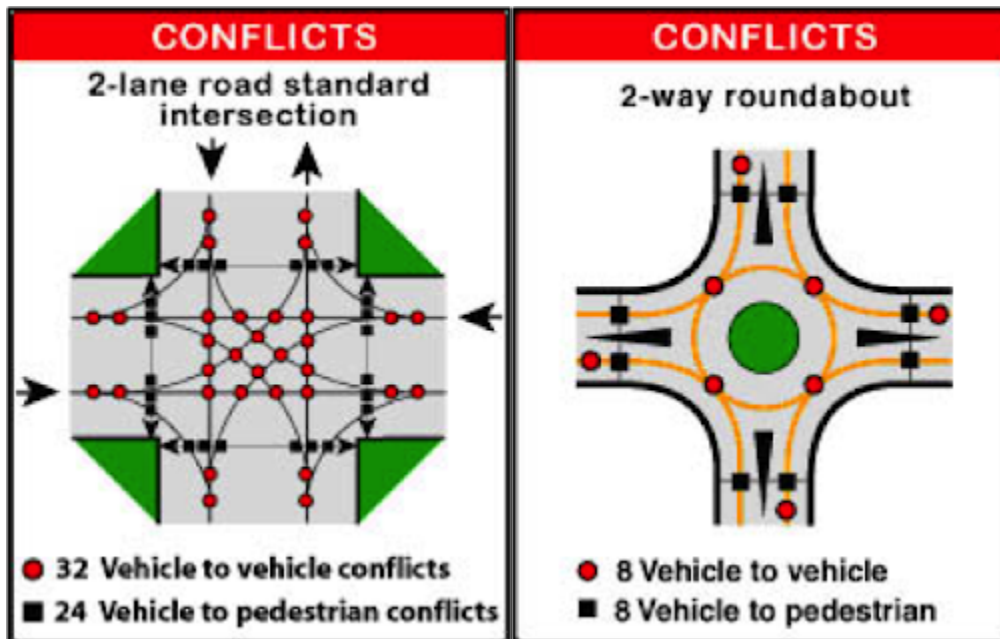 CONFLICTS
2-lane road standard
intersection
32 Vehicle to vehicle conflicts
24 Vehicle to pedestrian conflicts
CONFLICTS
2-way roundabout
8 Vehicle to vehicle
8 Vehicle to pedestrian